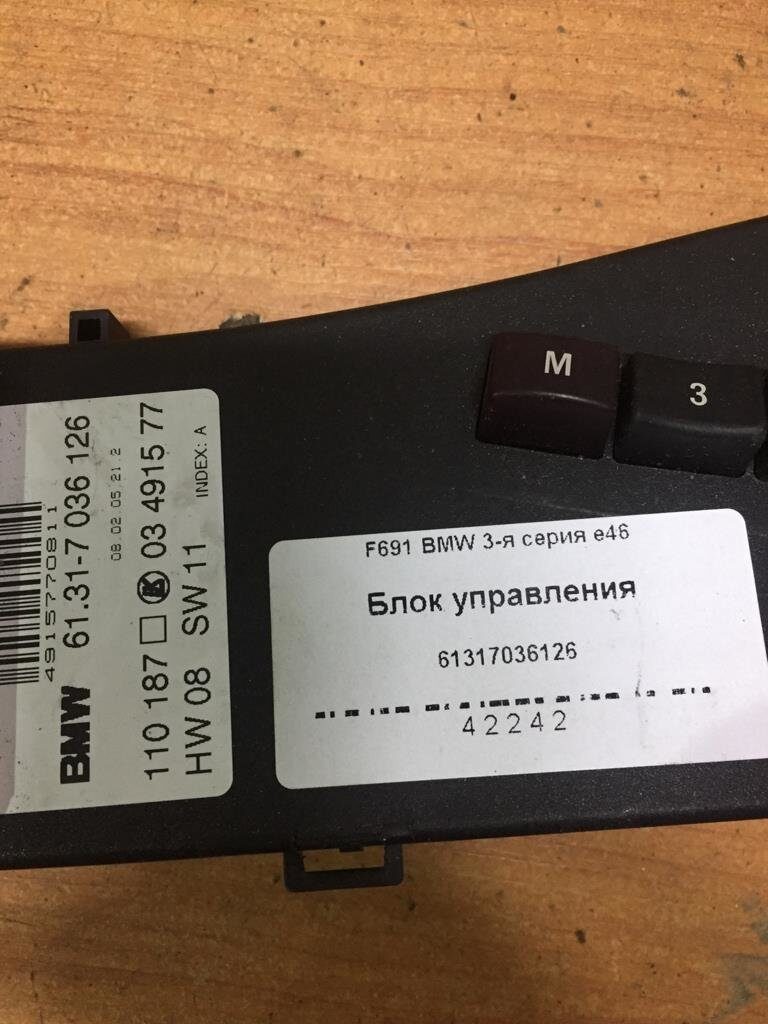 4915770811
BMW 61.31-7 036 126
08.02.05 21.2
110 187 03 4915 77
HW 08 SW 11 INDEX: A
M
3
F691 BMW 3-я серия e46
Блок управления
61317036126
42242